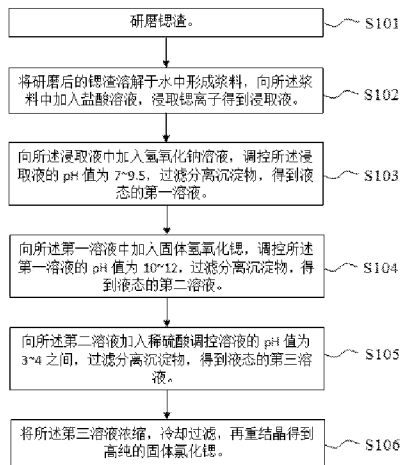 研磨锶渣。
S101
将研磨后的锶渣溶解于水中形成浆料，向所述浆
料中加入盐酸溶液，浸取锶离子得到浸取液。
S102
向所述浸取液中加入氢氧化钠溶液，调控所述浸
取液的 pH 值为 7~9.5，过滤分离沉淀物，得到液
态的第一溶液。
S103
向所述第一溶液中加入固体氢氧化锶，调控所述
第一溶液的 pH 值为 10~12，过滤分离沉淀物，得
到液态的第二溶液。
S104
向所述第二溶液加入稀硫酸调控溶液的 pH 值为
3~4 之间，过滤分离沉淀物，得到液态的第三溶
液。
S105
将所述第三溶液浓缩，冷却过滤，再重结晶得到
高纯的固体氯化锶。
S106